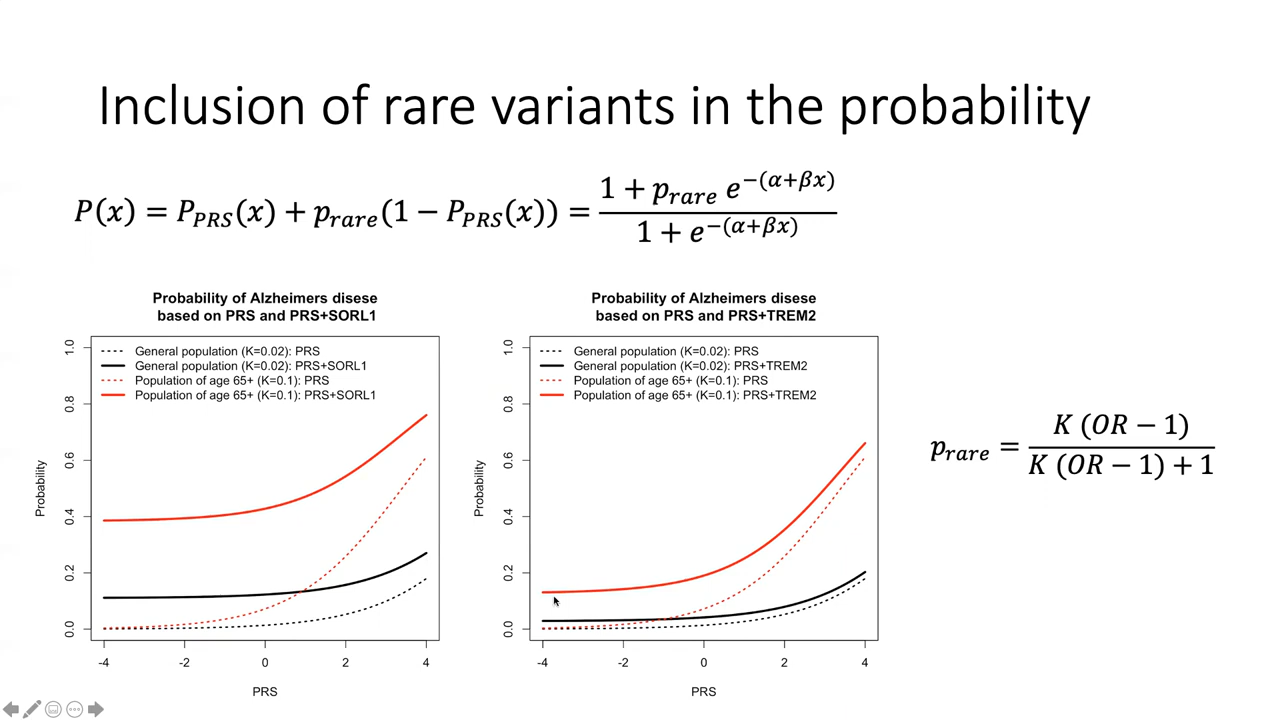 Inclusion of rare variants in the probability
P(x) = P_PRS(x) + p_rare(1 − P_PRS(x)) = (1 + p_rare e^−(α+βx)) / (1 + e^−(α+βx))
Probability of Alzheimers disese
based on PRS and PRS+SORL1
General population (K=0.02): PRS
General population (K=0.02): PRS+SORL1
Population of age 65+ (K=0.1): PRS
Population of age 65+ (K=0.1): PRS+SORL1
1.0
0.8
0.6
0.4
0.2
0.0
Probability
-4 -2 0 2 4
PRS
Probability of Alzheimers disese
based on PRS and PRS+TREM2
General population (K=0.02): PRS
General population (K=0.02): PRS+TREM2
Population of age 65+ (K=0.1): PRS
Population of age 65+ (K=0.1): PRS+TREM2
1.0
0.8
0.6
0.4
0.2
0.0
Probability
-4 -2 0 2 4
PRS
p_rare = K (OR − 1) / (K (OR − 1) + 1)